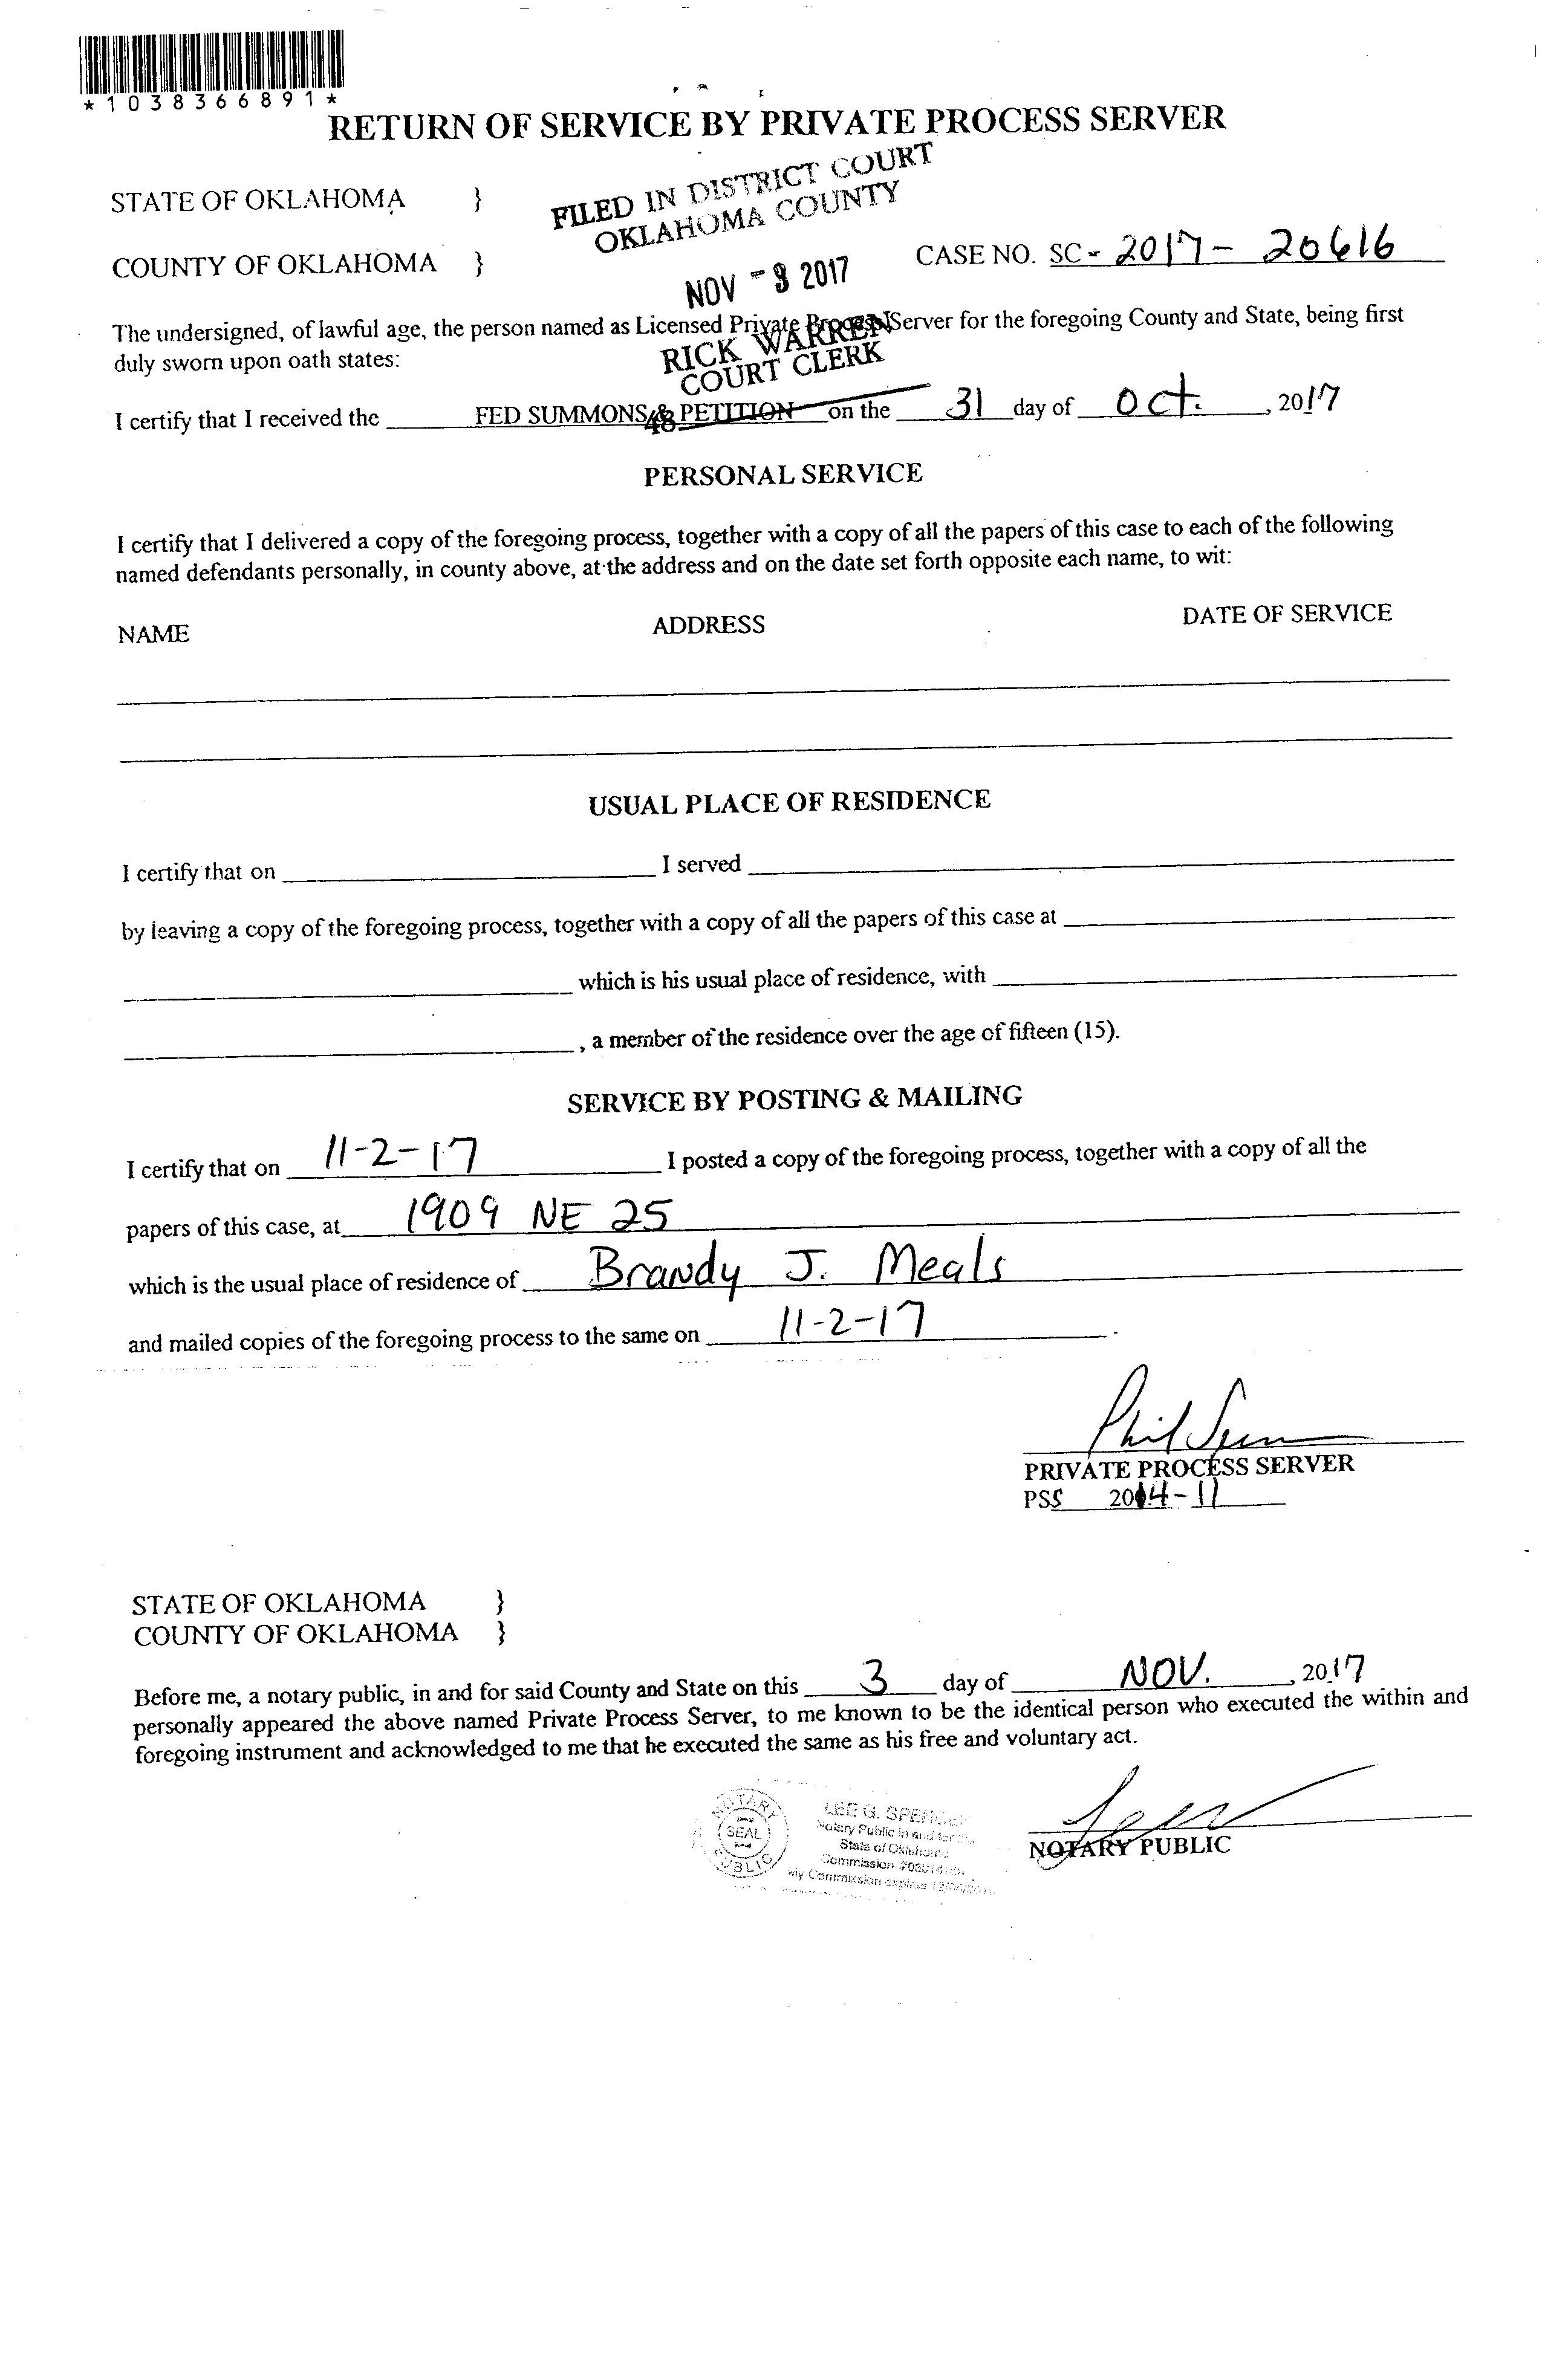 *1038366891*
RETURN OF SERVICE BY PRIVATE PROCESS SERVER
FILED IN DISTRICT COURT
OKLAHOMA COUNTY
STATE OF OKLAHOMA }
COUNTY OF OKLAHOMA }
CASE NO. SC - 2017 - 20616
NOV - 2017
The undersigned, of lawful age, the person named as Licensed Private Process Server for the foregoing County and State, being first
duly sworn upon oath states:
RICK WARREN
COURT CLERK
48
I certify that I received the FED SUMMONS & PETITION on the 31 day of Oct. , 2017
PERSONAL SERVICE
I certify that I delivered a copy of the foregoing process, together with a copy of all the papers of this case to each of the following
named defendants personally, in county above, at the address and on the date set forth opposite each name, to wit:
NAME ADDRESS DATE OF SERVICE
USUAL PLACE OF RESIDENCE
I certify that on I served
by leaving a copy of the foregoing process, together with a copy of all the papers of this case at
which is his usual place of residence, with
, a member of the residence over the age of fifteen (15).
SERVICE BY POSTING & MAILING
I certify that on 11-2-17 I posted a copy of the foregoing process, together with a copy of all the
papers of this case, at 1909 NE 25
which is the usual place of residence of Brandy J. Meals
and mailed copies of the foregoing process to the same on 11-2-17 .
PRIVATE PROCESS SERVER
PSS 2014-11
STATE OF OKLAHOMA }
COUNTY OF OKLAHOMA }
Before me, a notary public, in and for said County and State on this 3 day of NOV. , 2017
personally appeared the above named Private Process Server, to me known to be the identical person who executed the within and
foregoing instrument and acknowledged to me that he executed the same as his free and voluntary act.
NOTARY
SEAL
PUBLIC
LEE G.
Notary Public in and for
State of Oklahoma
Commission
My Commission expires
NOTARY PUBLIC